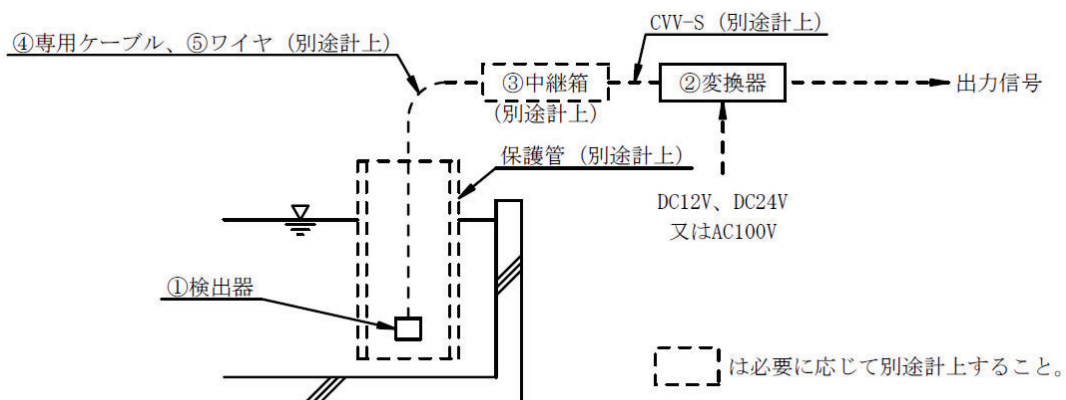 CVV-S (別途計上)
④専用ケーブル、⑤ワイヤ (別途計上)
③中継箱
(別途計上)
②変換器
出力信号
保護管 (別途計上)
DC12V、DC24V
又はAC100V
①検出器
は必要に応じて別途計上すること。